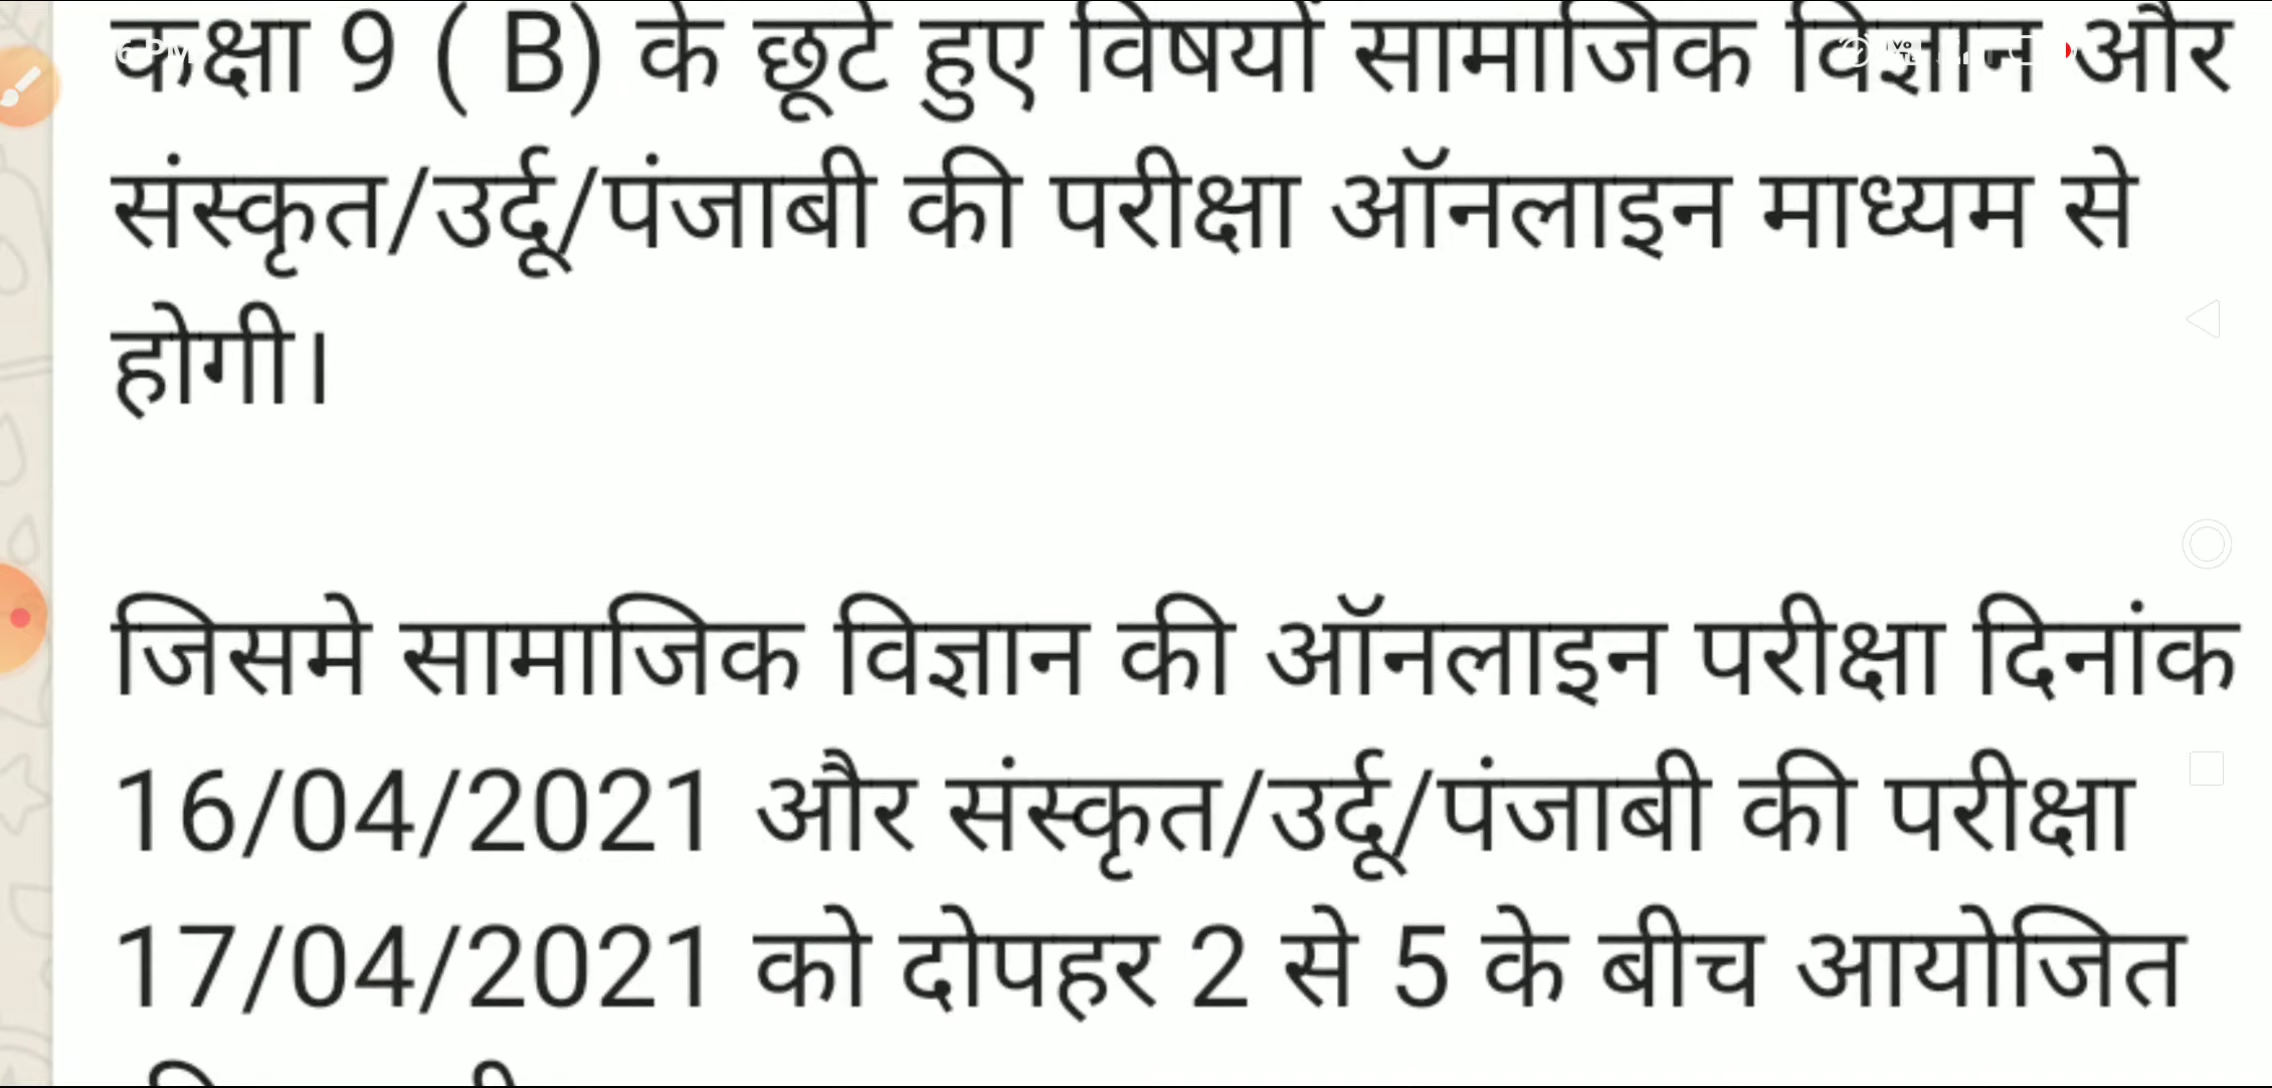 कक्षा 9 ( B) के छूटे हुए विषयों सामाजिक विज्ञान और
संस्कृत/उर्दू/पंजाबी की परीक्षा ऑनलाइन माध्यम से
होगी।
जिसमे सामाजिक विज्ञान की ऑनलाइन परीक्षा दिनांक
16/04/2021 और संस्कृत/उर्दू/पंजाबी की परीक्षा
17/04/2021 को दोपहर 2 से 5 के बीच आयोजित